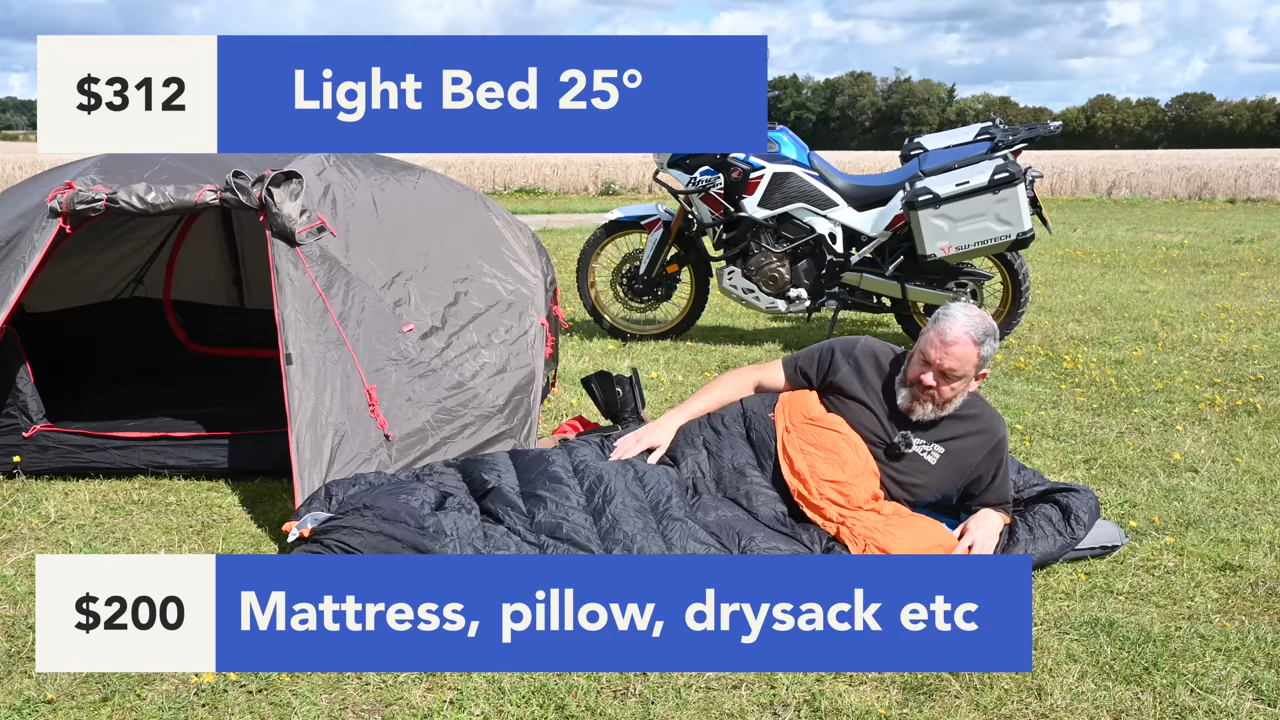 $312
Light Bed 25°
SW-MOTECH
$200
Mattress, pillow, drysack etc